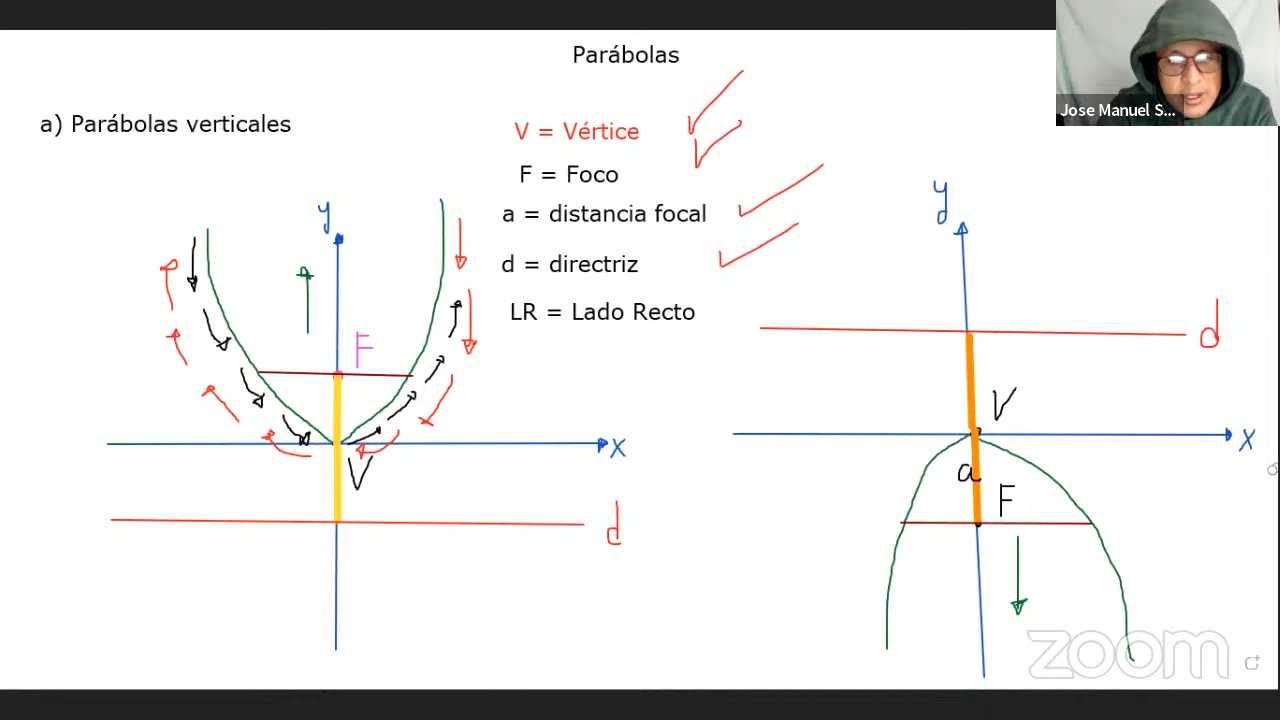 Parábolas
Jose Manuel S...
a) Parábolas verticales
V = Vértice
F = Foco
a = distancia focal
d = directriz
LR = Lado Recto
y
F
x
V
d
y
d
V
x
a
F
zoom